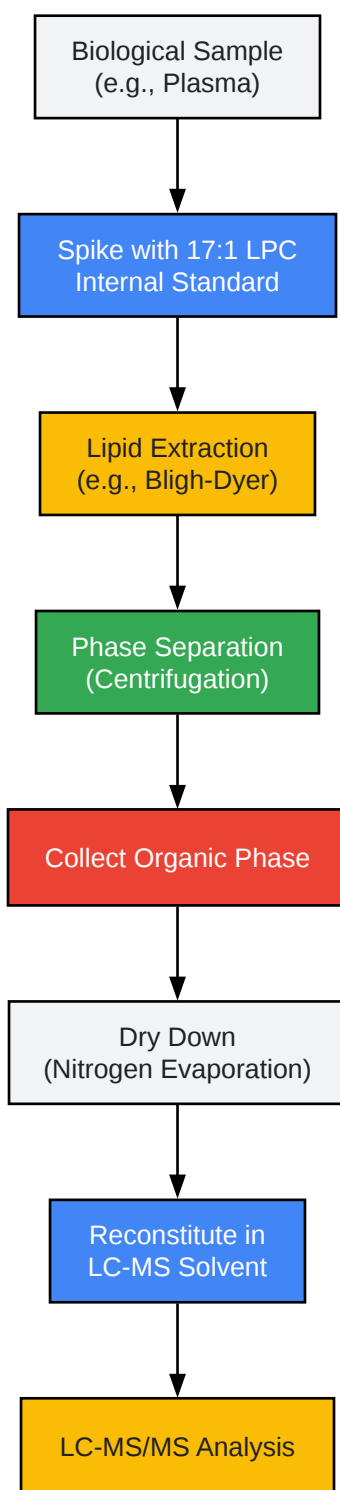 Biological Sample
(e.g., Plasma)
Spike with 17:1 LPC
Internal Standard
Lipid Extraction
(e.g., Bligh-Dyer)
Phase Separation
(Centrifugation)
Collect Organic Phase
Dry Down
(Nitrogen Evaporation)
Reconstitute in
LC-MS Solvent
LC-MS/MS Analysis